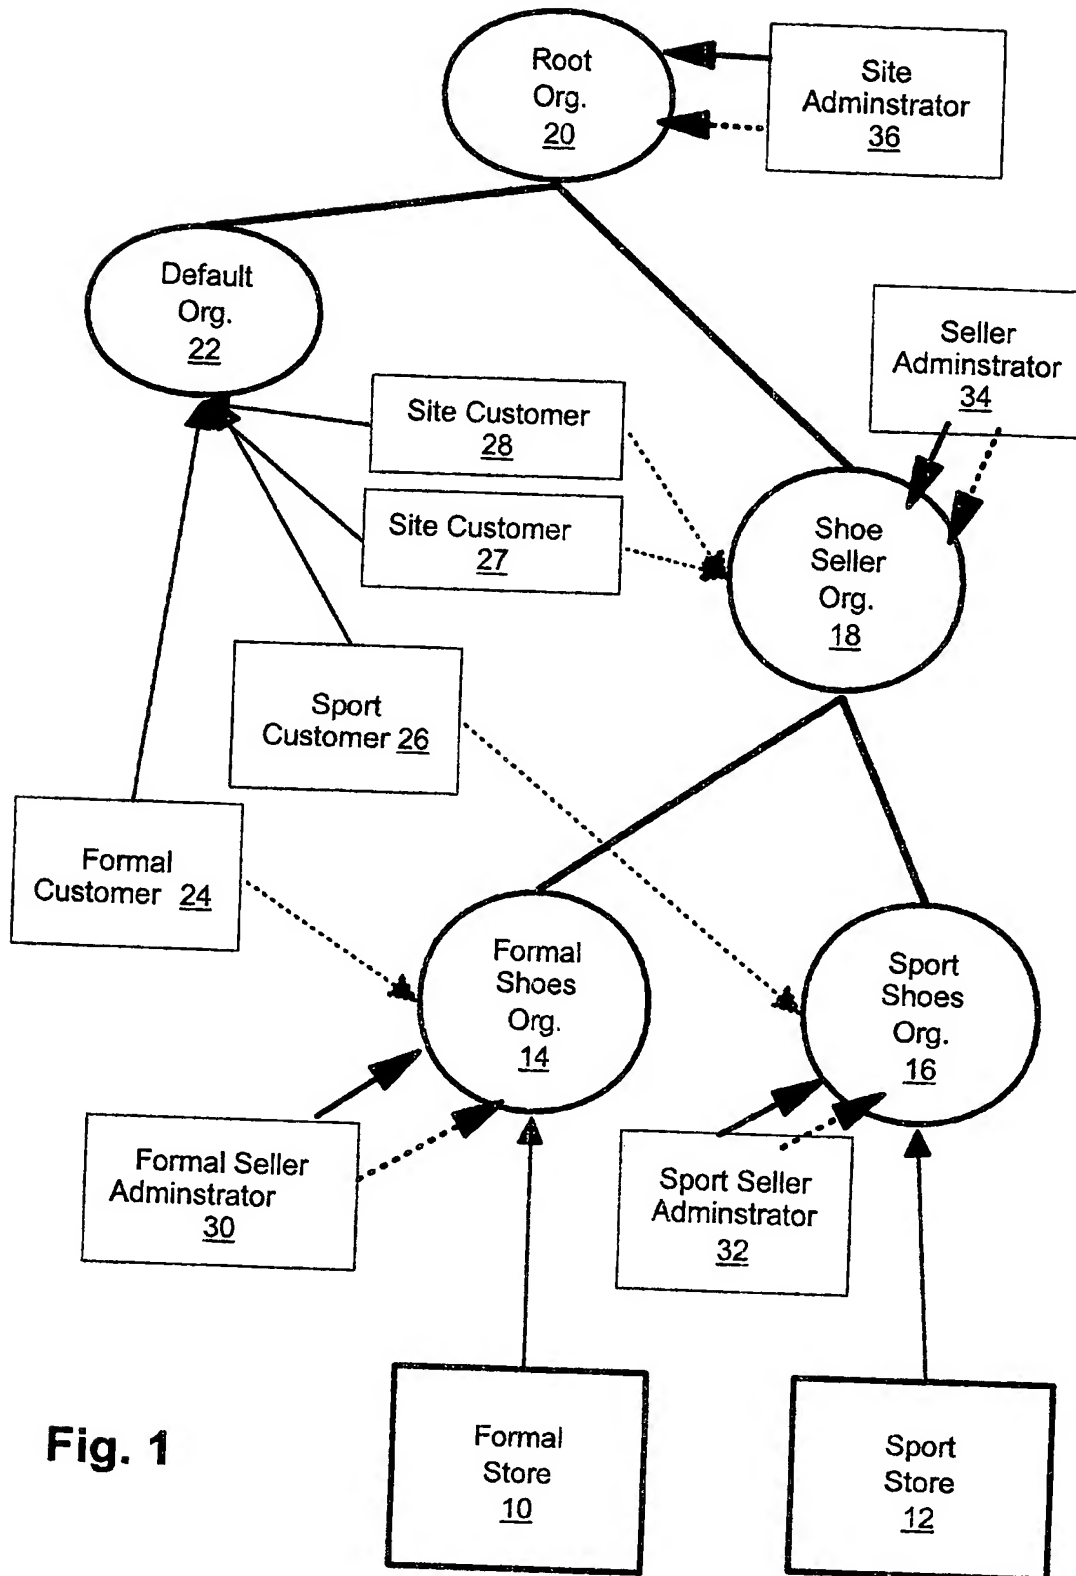 Root
Org.
20
Site
Adminstrator
36
Default
Org.
22
Seller
Adminstrator
34
Site Customer
28
Site Customer
27
Shoe
Seller
Org.
18
Sport
Customer 26
Formal
Customer 24
Formal
Shoes
Org.
14
Sport
Shoes
Org.
16
Formal Seller
Adminstrator
30
Sport Seller
Adminstrator
32
Formal
Store
10
Sport
Store
12
Fig. 1